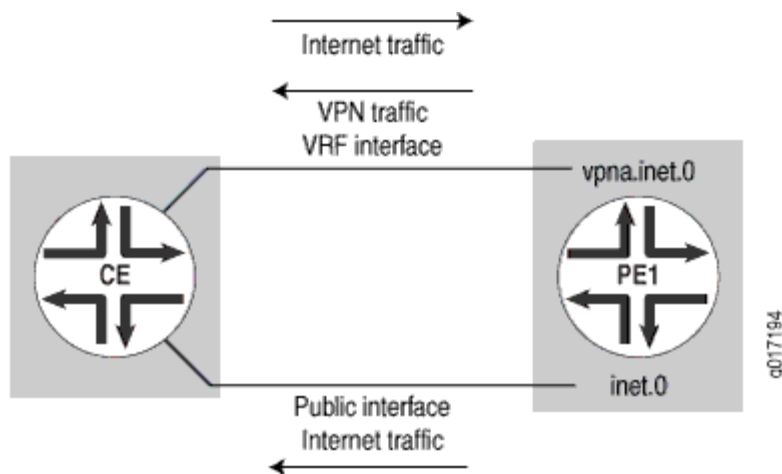 Internet traffic
VPN traffic
VRF interface
vpna.inet.0
CE
PE1
inet.0
Public interface
Internet traffic
g017194